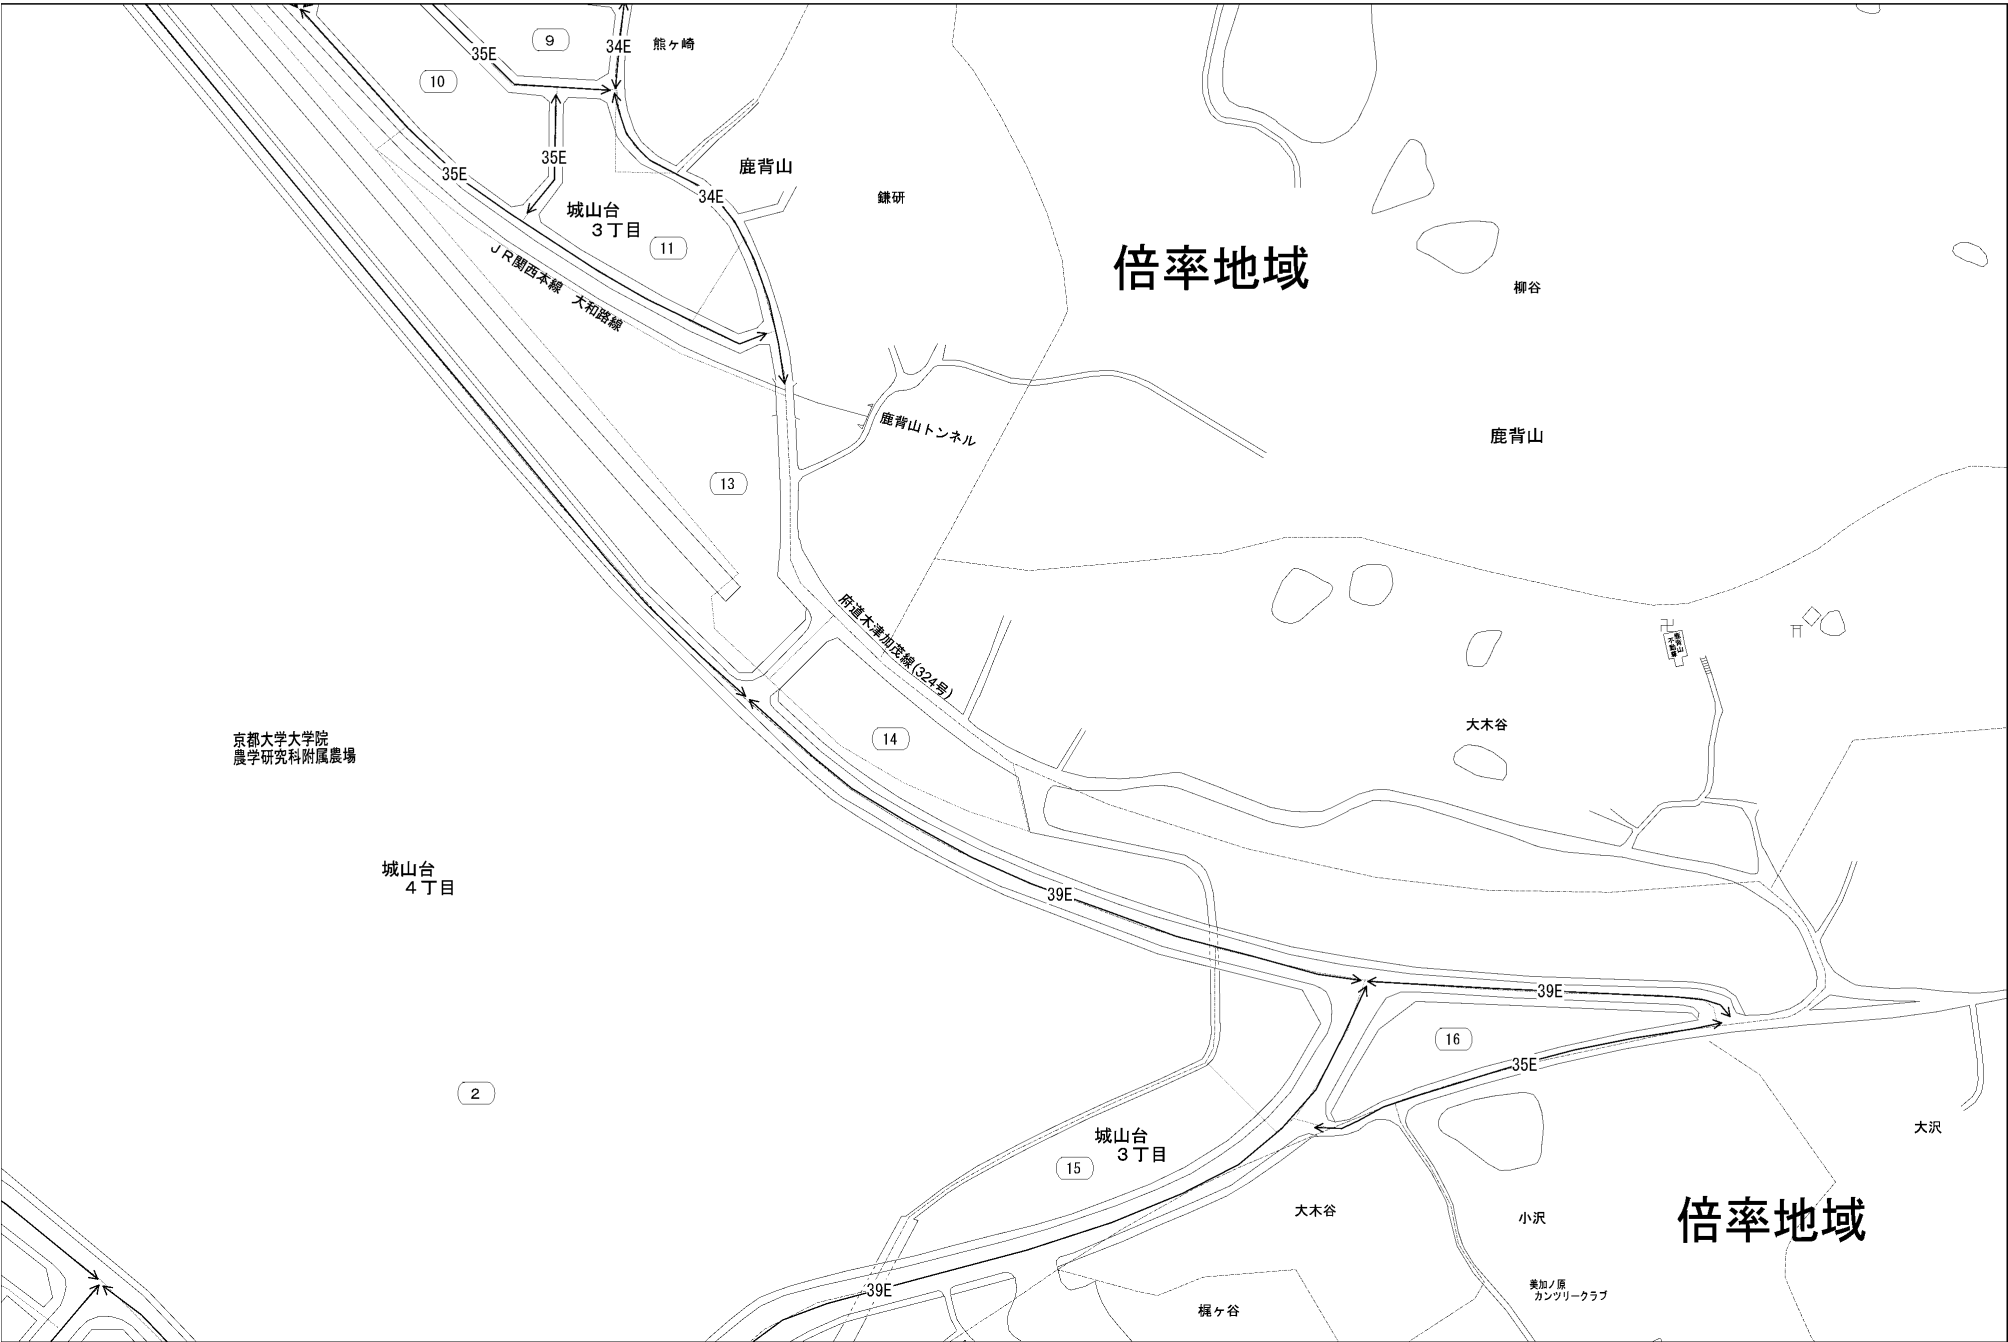 9
熊ヶ崎
34E
35E
10
35E
35E
鹿背山
34E
鎌研
城山台
3丁目
11
JR関西本線 大和路線
倍率地域
柳谷
鹿背山トンネル
鹿背山
13
府道木津加茂線(324号)
鹿背山
不動尊
大木谷
14
京都大学大学院
農学研究科附属農場
城山台
4丁目
39E
39E
16
35E
2
大沢
城山台
3丁目
15
大木谷
小沢
倍率地域
39E
美加ノ原
カンツリークラブ
梶ヶ谷